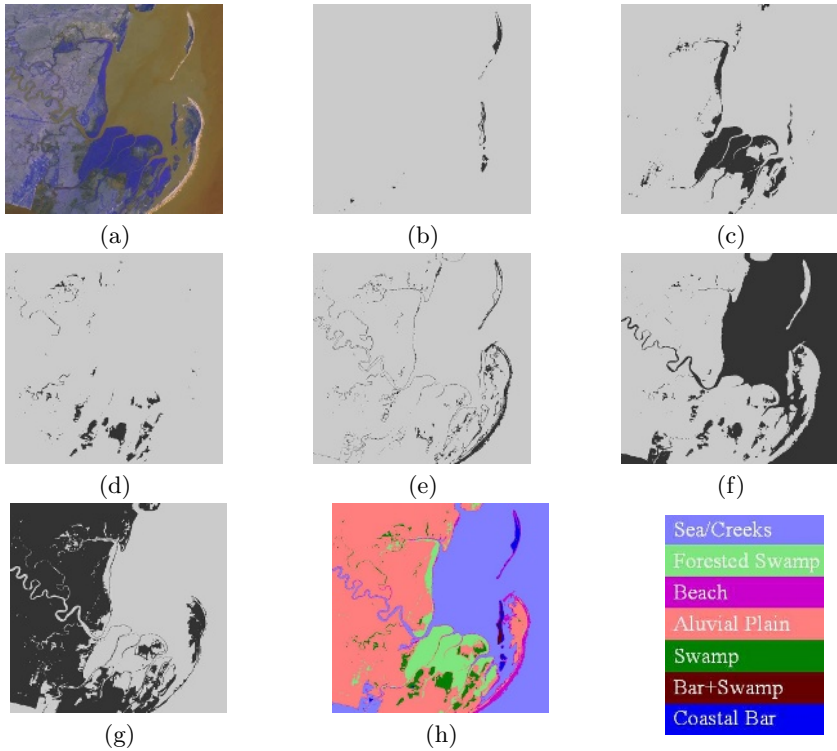 (a)
(b)
(c)
(d)
(e)
(f)
(g)
(h)
Sea/Creeks
Forested Swamp
Beach
Aluvial Plain
Swamp
Bar+Swamp
Coastal Bar